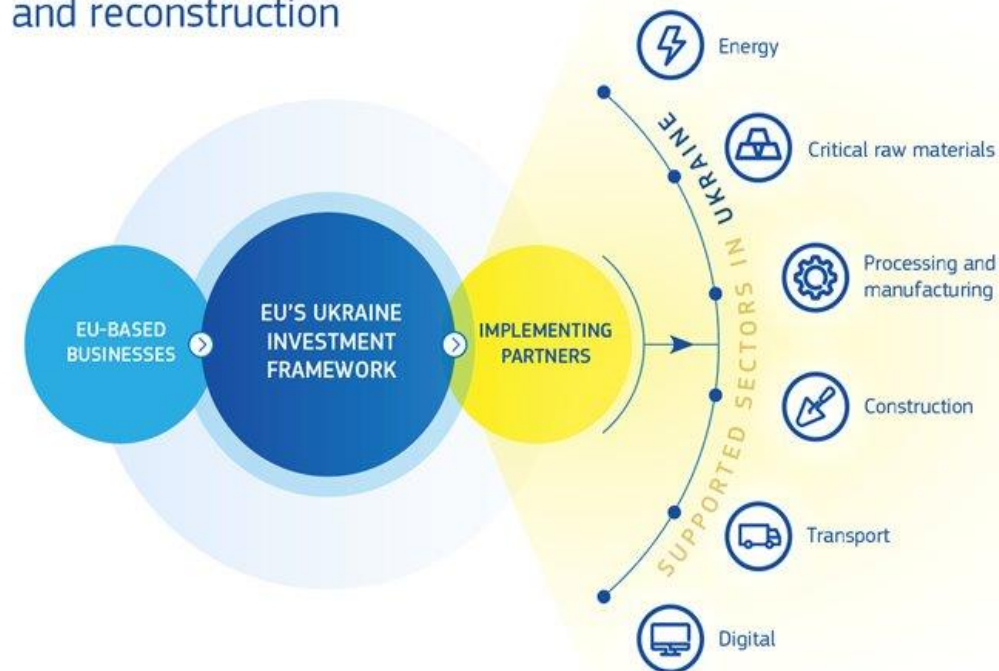 and reconstruction
EU-BASED
BUSINESSES
EU'S UKRAINE
INVESTMENT
FRAMEWORK
IMPLEMENTING
PARTNERS
SUPPORTED SECTORS IN UKRAINE
Energy
Critical raw materials
Processing and
manufacturing
Construction
Transport
Digital